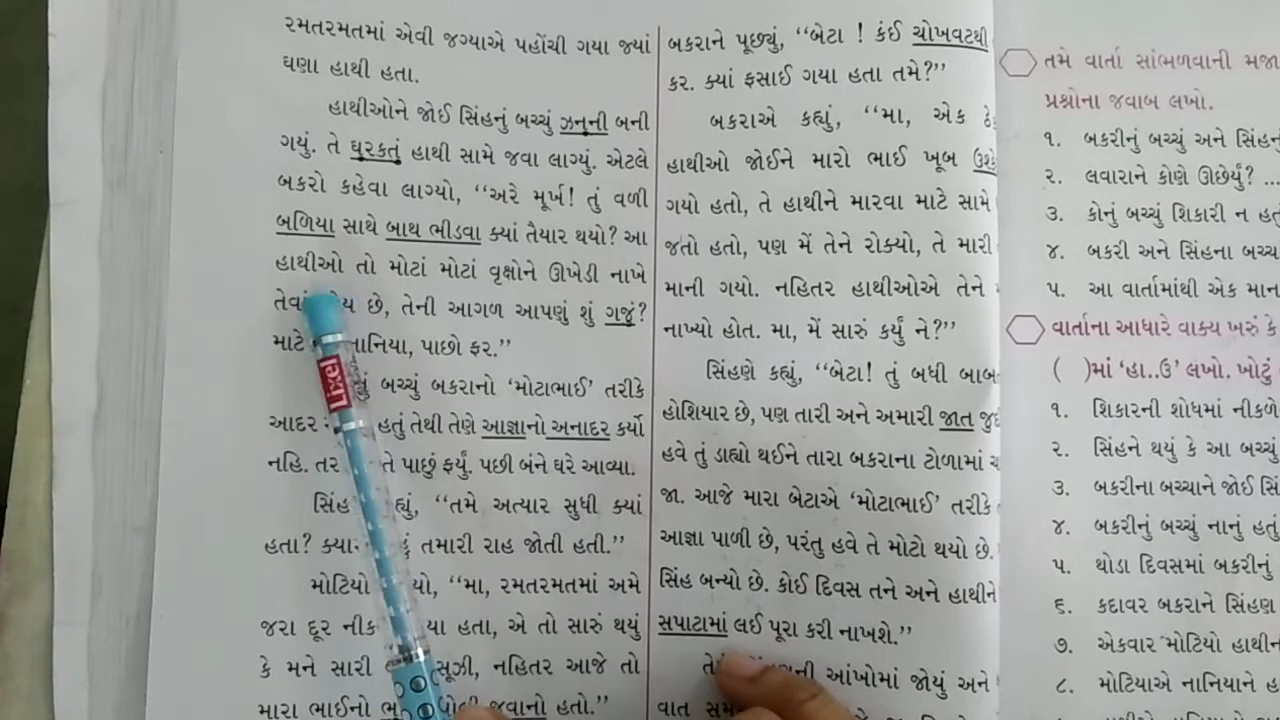 રમતરમતમાં એવી જગ્યાએ પહોંચી ગયા જ્યાં
ઘણા હાથી હતા.
હાથીઓને જોઈ સિંહનું બચ્ચું ઝનૂની બની
ગયું. તે ઘુરકતું હાથી સામે જવા લાગ્યું. એટલે
બકરો કહેવા લાગ્યો, “અરે મૂર્ખ! તું વળી
બળિયા સાથે બાથ ભીડવા ક્યાં તૈયાર થયો? આ
હાથીઓ તો મોટાં મોટાં વૃક્ષોને ઊખેડી નાખે
છે, તેની આગળ આપણું શું ગજું?
માટે તાનિયા, પાછો ફર.”
બચ્ચું બકરાનો ‘મોટાભાઈ’ તરીકે
આદર હતું તેથી તેણે આજ્ઞાનો અનાદર કર્યો
નહિ. તે પાછું ફર્યું. પછી બંને ઘરે આવ્યા.
“તમે અત્યાર સુધી ક્યાં
હતા? તમારી રાહ જોતી હતી.”
મોટિયો “મા, રમતરમતમાં અમે
જરા દૂર હતા, એ તો સારું થયું
કે મને સારી સૂઝી, નહિતર આજે તો
મારા ભાઈનો જવાનો હતો.”
બકરાને પૂછ્યું, “બેટા ! કંઈ ચોખવટથી
કર. ક્યાં ફસાઈ ગયા હતા તમે?”
બકરાએ કહ્યું, “મા, એક
હાથીઓ જોઈને મારો ભાઈ ખૂબ
ગયો હતો, તે હાથીને મારવા માટે સામે
જતો હતો, પણ મેં તેને રોક્યો, તે મારી
માની ગયો. નહિતર હાથીઓએ તેને
નાખ્યો હોત. મા, મેં સારું કર્યું ને?”
સિંહણે કહ્યું, “બેટા! તું બધી
હોશિયાર છે, પણ તારી અને અમારી જાત
હવે તું ડાહ્યો થઈને તારા બકરાના ટોળામાં
જા. આજે મારા બેટાએ ‘મોટાભાઈ’ તરીકે
આજ્ઞા પાળી છે, પરંતુ હવે તે મોટો થયો છે.
સિંહ બન્યો છે. કોઈ દિવસ તને અને હાથીને
સપાટામાં લઈ પૂરા કરી નાખશે.”
આંખોમાં જોયું અને
વાત
તમે વાર્તા સાંભળવાની
પ્રશ્નોના જવાબ લખો.
૧. બકરીનું બચ્ચું અને
૨. લવારાને કોણે ઊછેર્યું?
૩. કોનું બચ્ચું શિકારી ન
૪. બકરી અને સિંહના
૫. આ વાર્તામાંથી એક
વાર્તાના આધારે વાક્ય ખરું
( )માં ‘હા..ઉ’ લખો. ખોટું
૧. શિકારની શોધમાં
૨. સિંહને થયું કે આ
૩. બકરીના બચ્ચાને જોઈ
૪. બકરીનું બચ્ચું નાનું
૫. થોડા દિવસમાં બકરીનું
૬. કદાવર બકરાને સિંહણ
૭. એકવાર મોટિયો
૮. મોટિયાએ નાનિયાને
Lixel